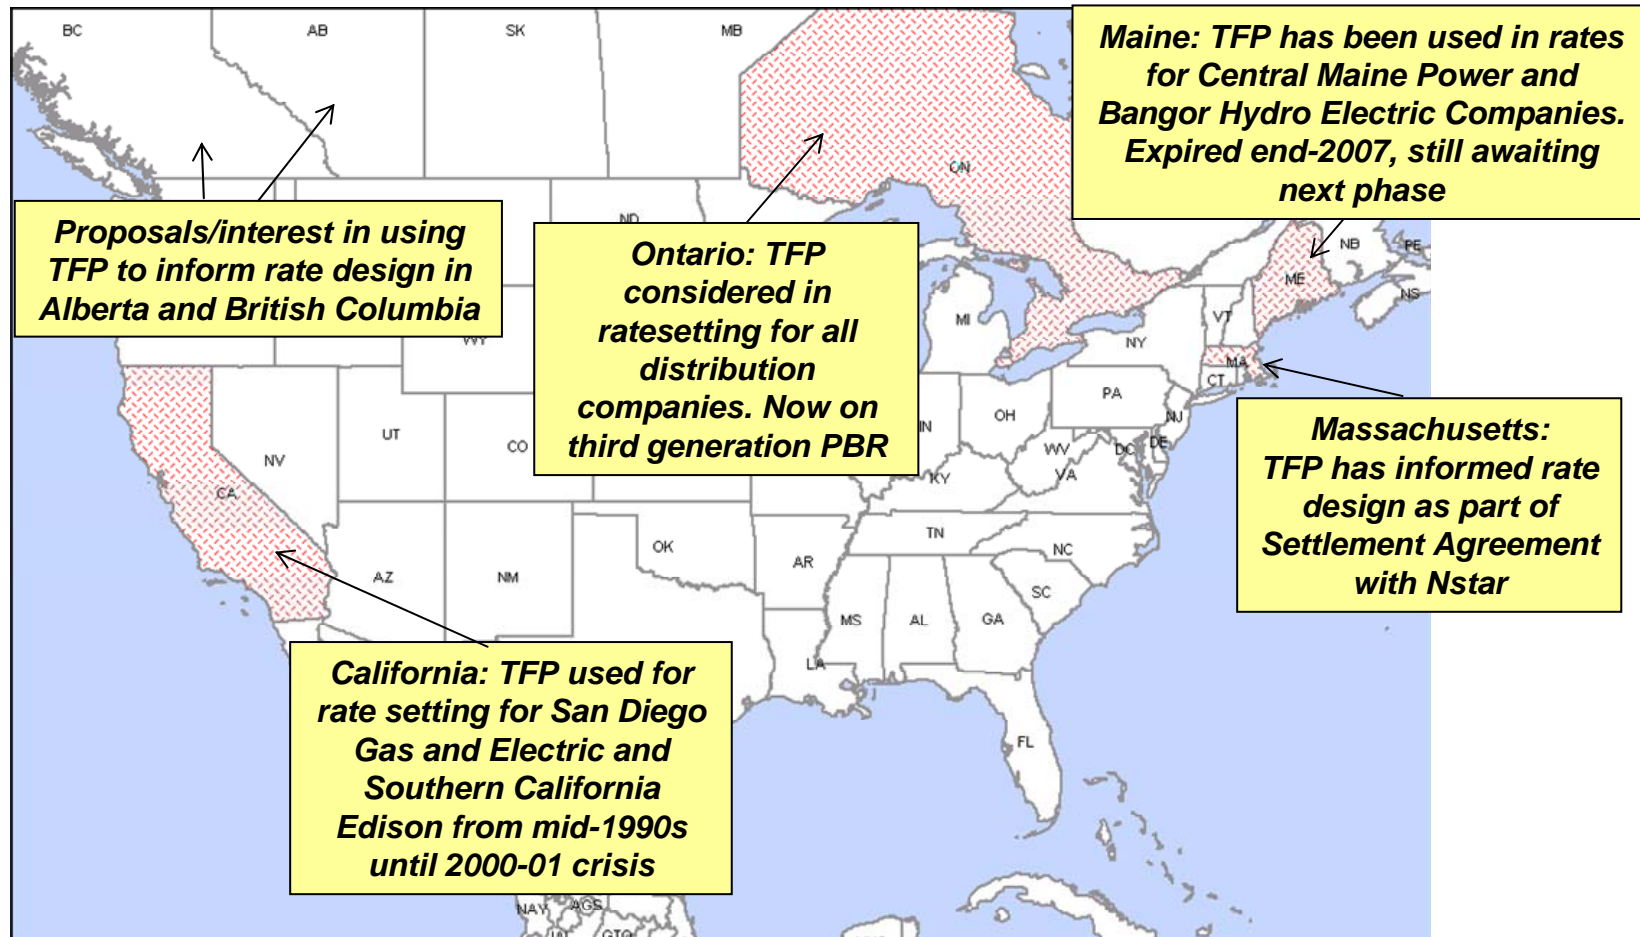 BC
AB
SK
MB
Maine: TFP has been used in rates
for Central Maine Power and
Bangor Hydro Electric Companies.
Expired end-2007, still awaiting
next phase
ON
Proposals/interest in using
TFP to inform rate design in
Alberta and British Columbia
ND
Ontario: TFP
considered in
ratesetting for all
distribution
companies. Now on
third generation PBR
NB
PE
ME
NS
WY
MI
VT
NY
MA
CT
PA
NJ
OH
IN
UT
CO
NV
WV
DC
DE
VA
KY
CA
Massachusetts:
TFP has informed rate
design as part of
Settlement Agreement
with Nstar
TN
NC
OK
AR
AZ
NM
SC
MS
AL
GA
LA
California: TFP used for
rate setting for San Diego
Gas and Electric and
Southern California
Edison from mid-1990s
until 2000-01 crisis
FL
NAY
AGS
GTO